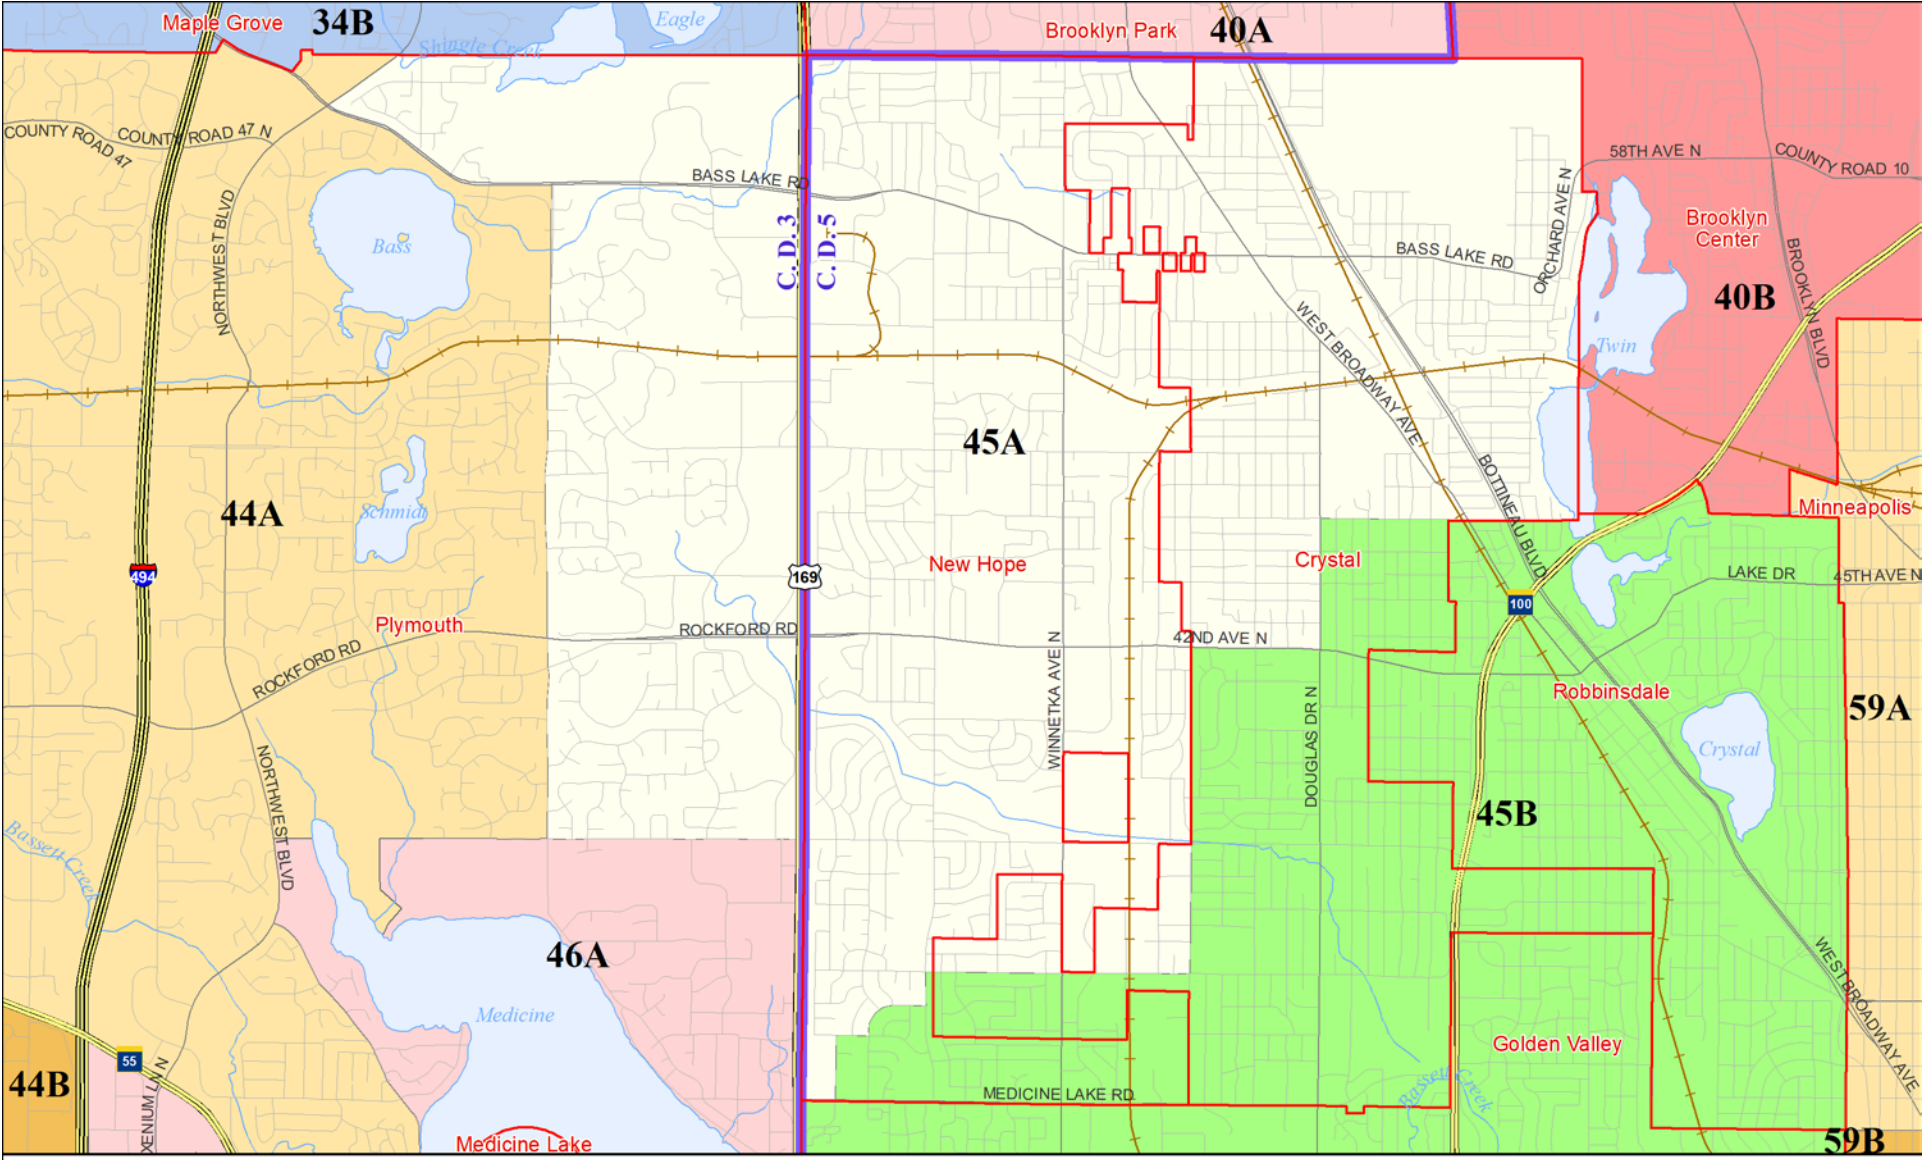 Maple Grove
34B
Eagle
Shingle Creek
Brooklyn Park
40A
COUNTY ROAD 47
COUNTY ROAD 47 N
58TH AVE N
COUNTY ROAD 10
BASS LAKE RD
NORTHWEST BLVD
Bass
C. D. 3
C. D. 5
BASS LAKE RD
ORCHARD AVE N
Brooklyn
Center
BROOKLYN BLVD
40B
WEST BROADWAY AVE
Twin
45A
BOTTINEAU BLVD
44A
Schmidt
Minneapolis
494
169
New Hope
Crystal
LAKE DR
45TH AVE N
100
Plymouth
ROCKFORD RD
ROCKFORD RD
42ND AVE N
WINNETKA AVE N
DOUGLAS DR N
Robbinsdale
59A
Crystal
NORTHWEST BLVD
45B
Bassett Creek
46A
WEST BROADWAY AVE
Medicine
Golden Valley
55
44B
XENIUM LN N
MEDICINE LAKE RD
Bassett Creek
Medicine Lake
59B